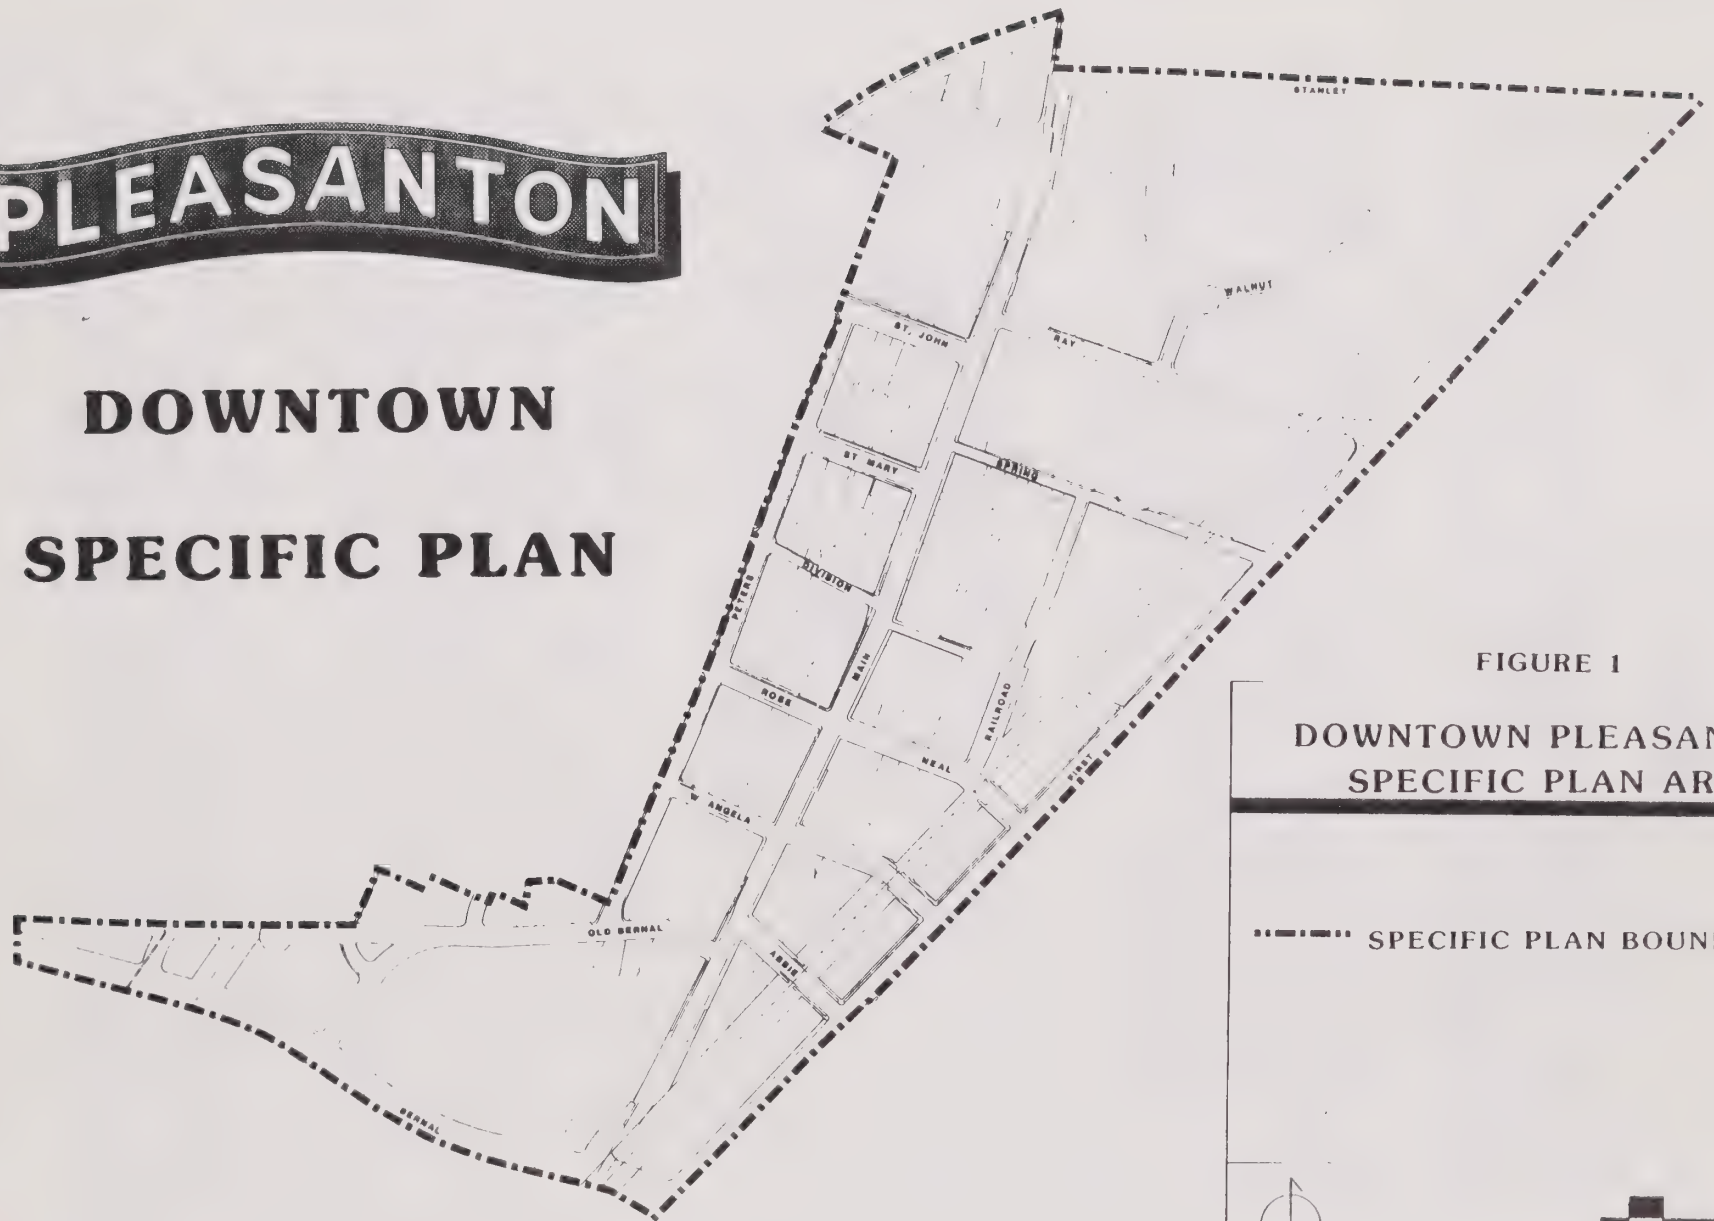 PLEASANTON
DOWNTOWN
SPECIFIC PLAN
STANLEY
WALNUT
ST. JOHN
RAY
ST MARY
SPRING
DIVISION
PETERS
MAIN
ROSE
RAILROAD
NEAL
FIRST
W ANGELA
OLD BERNAL
ABBIE
BERNAL
FIGURE 1
DOWNTOWN PLEASAN
SPECIFIC PLAN AR
SPECIFIC PLAN BOUN